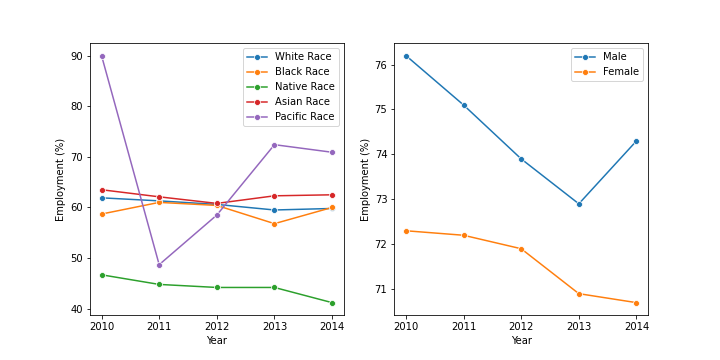 90
80
70
60
50
40
Employment (%)
2010 2011 2012 2013 2014
Year
White Race
Black Race
Native Race
Asian Race
Pacific Race
76
75
74
73
72
71
Employment (%)
2010 2011 2012 2013 2014
Year
Male
Female